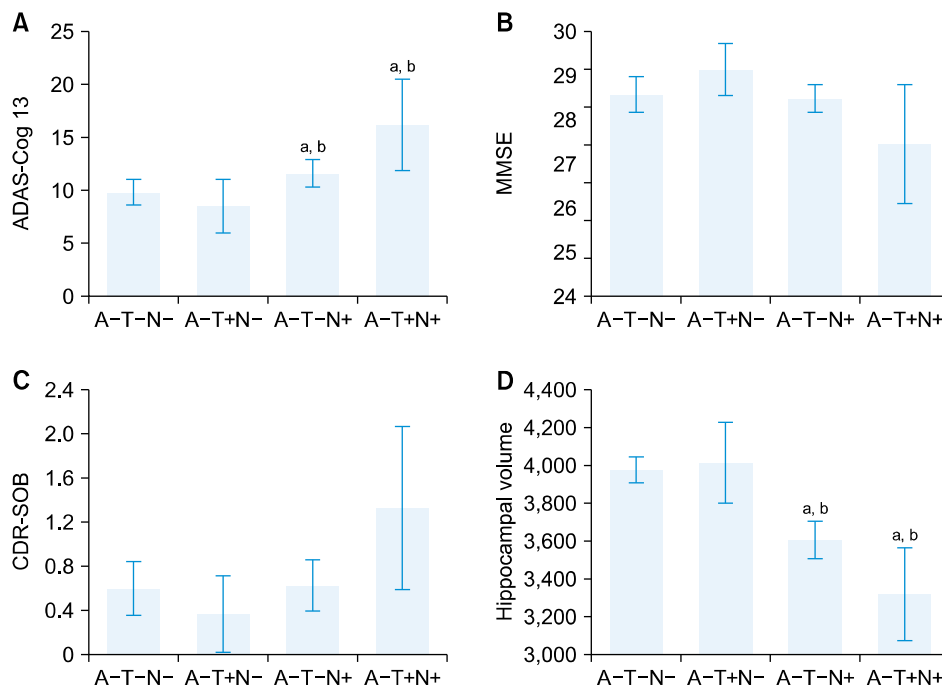 A
ADAS-Cog 13
25
20
15
10
5
0
a, b
a, b
A−T−N−
A−T+N−
A−T−N+
A−T+N+
B
MMSE
30
29
28
27
26
25
24
A−T−N−
A−T+N−
A−T−N+
A−T+N+
C
CDR-SOB
2.4
2.0
1.6
1.2
0.8
0.4
0
A−T−N−
A−T+N−
A−T−N+
A−T+N+
D
Hippocampal volume
4,400
4,200
4,000
3,800
3,600
3,400
3,200
3,000
a, b
a, b
A−T−N−
A−T+N−
A−T−N+
A−T+N+